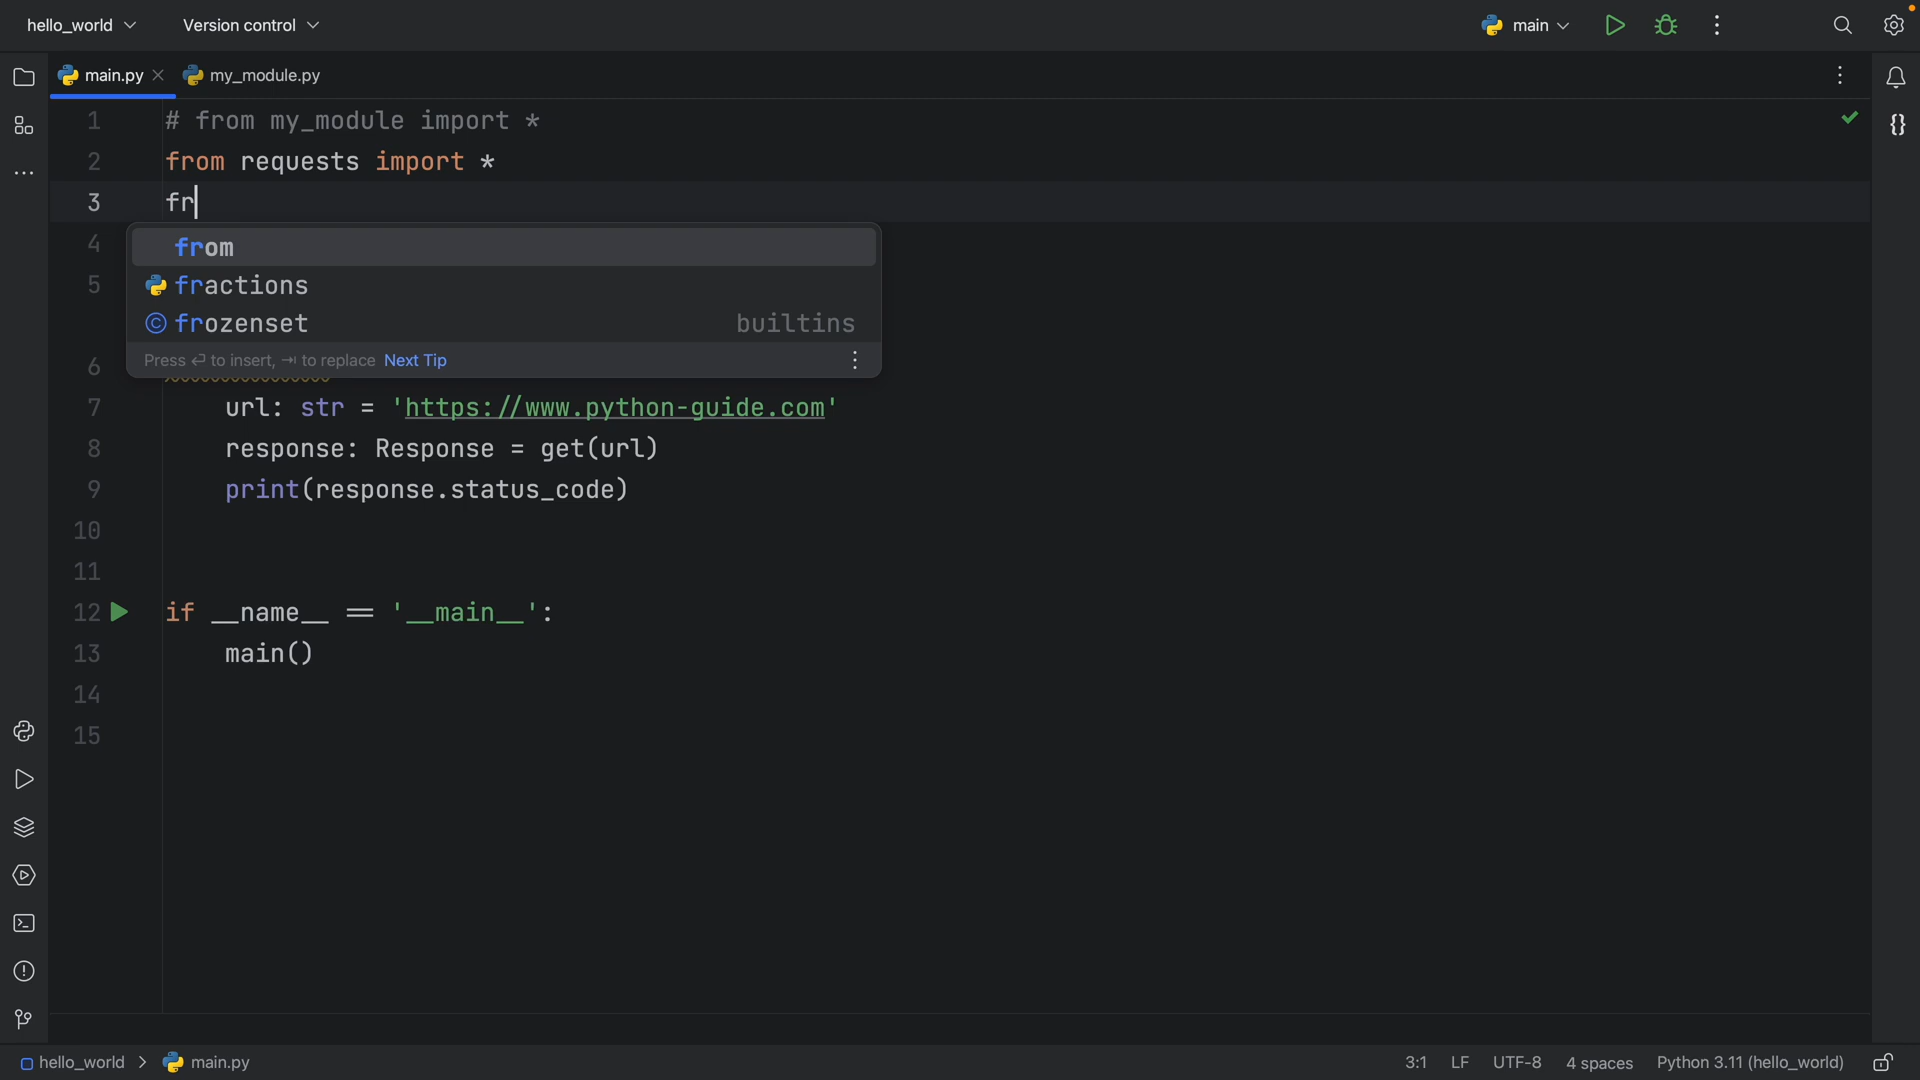 hello_world
Version control
main
main.py
my_module.py
1 # from my_module import *
2 from requests import *
3 fr
4
from
5
fractions
frozenset builtins
Press ⏎ to insert, ⇥ to replace Next Tip
6
7 url: str = 'https://www.python-guide.com'
8 response: Response = get(url)
9 print(response.status_code)
10
11
12 if __name__ == '__main__':
13 main()
14
15
hello_world > main.py
3:1 LF UTF-8 4 spaces Python 3.11 (hello_world)